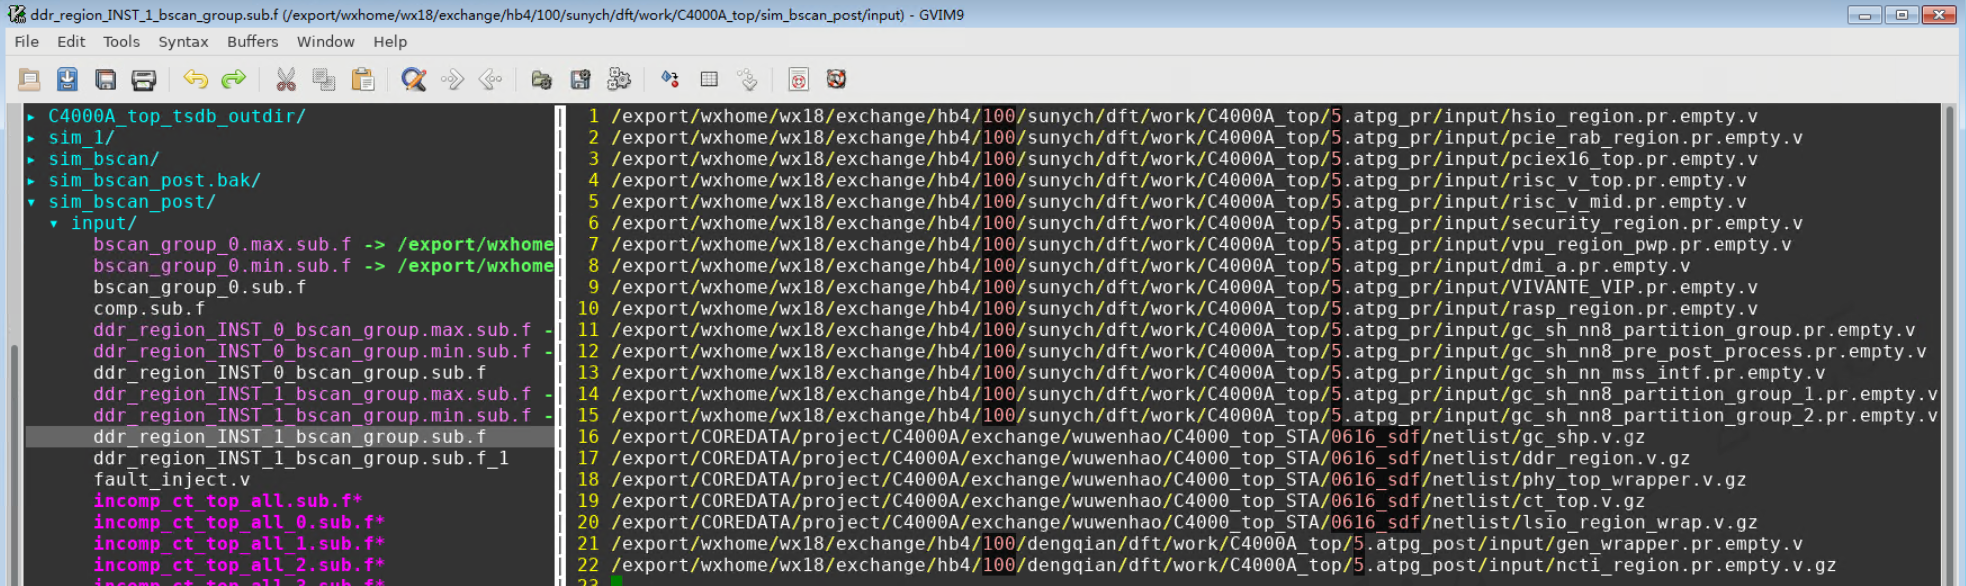 ddr_region_INST_1_bscan_group.sub.f (/export/wxhome/wx18/exchange/hb4/100/sunych/dft/work/C4000A_top/sim_bscan_post/input) - GVIM9
File Edit Tools Syntax Buffers Window Help
▸ C4000A_top_tsdb_outdir/
▸ sim_1/
▸ sim_bscan/
▸ sim_bscan_post.bak/
▾ sim_bscan_post/
▾ input/
bscan_group_0.max.sub.f -> /export/wxhome
bscan_group_0.min.sub.f -> /export/wxhome
bscan_group_0.sub.f
comp.sub.f
ddr_region_INST_0_bscan_group.max.sub.f -
ddr_region_INST_0_bscan_group.min.sub.f -
ddr_region_INST_0_bscan_group.sub.f
ddr_region_INST_1_bscan_group.max.sub.f -
ddr_region_INST_1_bscan_group.min.sub.f -
ddr_region_INST_1_bscan_group.sub.f
ddr_region_INST_1_bscan_group.sub.f_1
fault_inject.v
incomp_ct_top_all.sub.f*
incomp_ct_top_all_0.sub.f*
incomp_ct_top_all_1.sub.f*
incomp_ct_top_all_2.sub.f*
incomp_ct_top_all_3.sub.f*
1 /export/wxhome/wx18/exchange/hb4/100/sunych/dft/work/C4000A_top/5.atpg_pr/input/hsio_region.pr.empty.v
2 /export/wxhome/wx18/exchange/hb4/100/sunych/dft/work/C4000A_top/5.atpg_pr/input/pcie_rab_region.pr.empty.v
3 /export/wxhome/wx18/exchange/hb4/100/sunych/dft/work/C4000A_top/5.atpg_pr/input/pciex16_top.pr.empty.v
4 /export/wxhome/wx18/exchange/hb4/100/sunych/dft/work/C4000A_top/5.atpg_pr/input/risc_v_top.pr.empty.v
5 /export/wxhome/wx18/exchange/hb4/100/sunych/dft/work/C4000A_top/5.atpg_pr/input/risc_v_mid.pr.empty.v
6 /export/wxhome/wx18/exchange/hb4/100/sunych/dft/work/C4000A_top/5.atpg_pr/input/security_region.pr.empty.v
7 /export/wxhome/wx18/exchange/hb4/100/sunych/dft/work/C4000A_top/5.atpg_pr/input/vpu_region_pwp.pr.empty.v
8 /export/wxhome/wx18/exchange/hb4/100/sunych/dft/work/C4000A_top/5.atpg_pr/input/dmi_a.pr.empty.v
9 /export/wxhome/wx18/exchange/hb4/100/sunych/dft/work/C4000A_top/5.atpg_pr/input/VIVANTE_VIP.pr.empty.v
10 /export/wxhome/wx18/exchange/hb4/100/sunych/dft/work/C4000A_top/5.atpg_pr/input/rasp_region.pr.empty.v
11 /export/wxhome/wx18/exchange/hb4/100/sunych/dft/work/C4000A_top/5.atpg_pr/input/gc_sh_nn8_partition_group.pr.empty.v
12 /export/wxhome/wx18/exchange/hb4/100/sunych/dft/work/C4000A_top/5.atpg_pr/input/gc_sh_nn8_pre_post_process.pr.empty.v
13 /export/wxhome/wx18/exchange/hb4/100/sunych/dft/work/C4000A_top/5.atpg_pr/input/gc_sh_nn_mss_intf.pr.empty.v
14 /export/wxhome/wx18/exchange/hb4/100/sunych/dft/work/C4000A_top/5.atpg_pr/input/gc_sh_nn8_partition_group_1.pr.empty.v
15 /export/wxhome/wx18/exchange/hb4/100/sunych/dft/work/C4000A_top/5.atpg_pr/input/gc_sh_nn8_partition_group_2.pr.empty.v
16 /export/COREDATA/project/C4000A/exchange/wuwenhao/C4000_top_STA/0616_sdf/netlist/gc_shp.v.gz
17 /export/COREDATA/project/C4000A/exchange/wuwenhao/C4000_top_STA/0616_sdf/netlist/ddr_region.v.gz
18 /export/COREDATA/project/C4000A/exchange/wuwenhao/C4000_top_STA/0616_sdf/netlist/phy_top_wrapper.v.gz
19 /export/COREDATA/project/C4000A/exchange/wuwenhao/C4000_top_STA/0616_sdf/netlist/ct_top.v.gz
20 /export/COREDATA/project/C4000A/exchange/wuwenhao/C4000_top_STA/0616_sdf/netlist/lsio_region_wrap.v.gz
21 /export/wxhome/wx18/exchange/hb4/100/dengqian/dft/work/C4000A_top/5.atpg_post/input/gen_wrapper.pr.empty.v
22 /export/wxhome/wx18/exchange/hb4/100/dengqian/dft/work/C4000A_top/5.atpg_post/input/ncti_region.pr.empty.v.gz
23